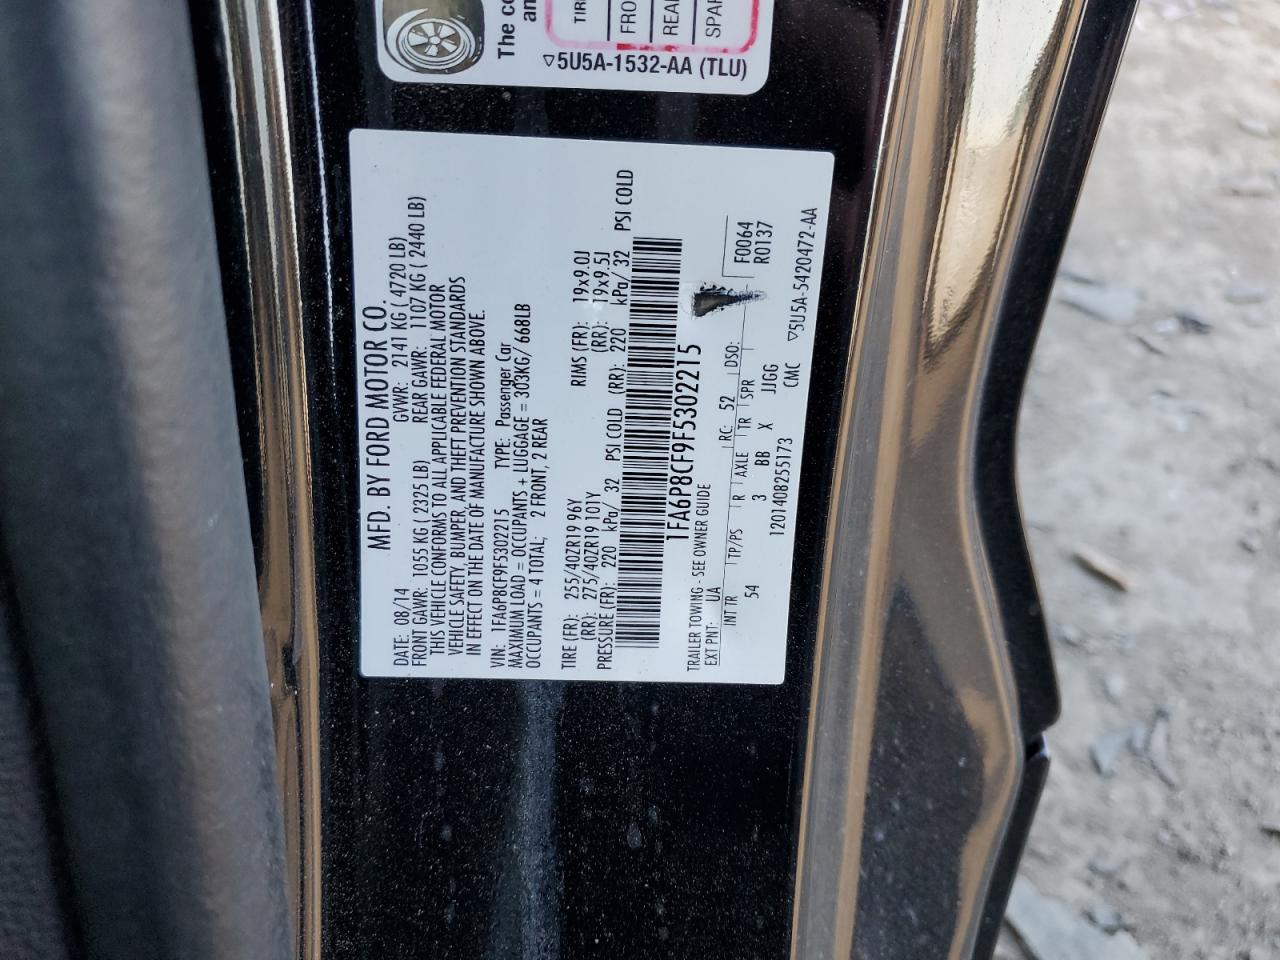 The co
an
TIR
FRO
REA
SPAR
▽5U5A-1532-AA (TLU)
MFD. BY FORD MOTOR CO.
DATE: 08/14 GVWR: 2141 KG ( 4720 LB)
FRONT GAWR: 1055 KG ( 2325 LB) REAR GAWR: 1107 KG ( 2440 LB)
THIS VEHICLE CONFORMS TO ALL APPLICABLE FEDERAL MOTOR
VEHICLE SAFETY, BUMPER, AND THEFT PREVENTION STANDARDS
IN EFFECT ON THE DATE OF MANUFACTURE SHOWN ABOVE.
VIN: 1FA6P8CF9F5302215 TYPE: Passenger Car
MAXIMUM LOAD = OCCUPANTS + LUGGAGE = 303KG/ 668LB
OCCUPANTS = 4 TOTAL; 2 FRONT, 2 REAR
TIRE (FR): 255/40ZR19 96Y RIMS (FR): 19x9.0J
(RR): 275/40ZR19 101Y (RR): 19x9.5J
PRESSURE (FR): 220 kPa/ 32 PSI COLD (RR): 220 kPa/ 32 PSI COLD
1FA6P8CF9F5302215
TRAILER TOWING - SEE OWNER GUIDE
EXT PNT: UA RC: 52 DSO: F0064
INT TR TP/PS R AXLE TR SPR R0137
54 3 BB X JJGG
1201408255173 CMC ▽5U5A-5420472-AA